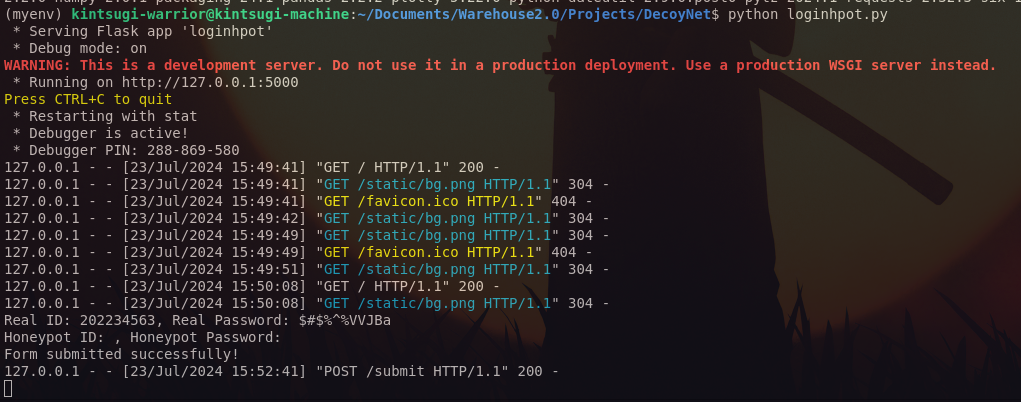 (myenv) kintsugi-warrior@kintsugi-machine:~/Documents/Warehouse2.0/Projects/DecoyNet$ python loginhpot.py
 * Serving Flask app 'loginhpot'
 * Debug mode: on
WARNING: This is a development server. Do not use it in a production deployment. Use a production WSGI server instead.
 * Running on http://127.0.0.1:5000
Press CTRL+C to quit
 * Restarting with stat
 * Debugger is active!
 * Debugger PIN: 288-869-580
127.0.0.1 - - [23/Jul/2024 15:49:41] "GET / HTTP/1.1" 200 -
127.0.0.1 - - [23/Jul/2024 15:49:41] "GET /static/bg.png HTTP/1.1" 304 -
127.0.0.1 - - [23/Jul/2024 15:49:41] "GET /favicon.ico HTTP/1.1" 404 -
127.0.0.1 - - [23/Jul/2024 15:49:42] "GET /static/bg.png HTTP/1.1" 304 -
127.0.0.1 - - [23/Jul/2024 15:49:49] "GET /static/bg.png HTTP/1.1" 304 -
127.0.0.1 - - [23/Jul/2024 15:49:49] "GET /favicon.ico HTTP/1.1" 404 -
127.0.0.1 - - [23/Jul/2024 15:49:51] "GET /static/bg.png HTTP/1.1" 304 -
127.0.0.1 - - [23/Jul/2024 15:50:08] "GET / HTTP/1.1" 200 -
127.0.0.1 - - [23/Jul/2024 15:50:08] "GET /static/bg.png HTTP/1.1" 304 -
Real ID: 202234563, Real Password: $#$%^%VVJBa
Honeypot ID: , Honeypot Password:
Form submitted successfully!
127.0.0.1 - - [23/Jul/2024 15:52:41] "POST /submit HTTP/1.1" 200 -